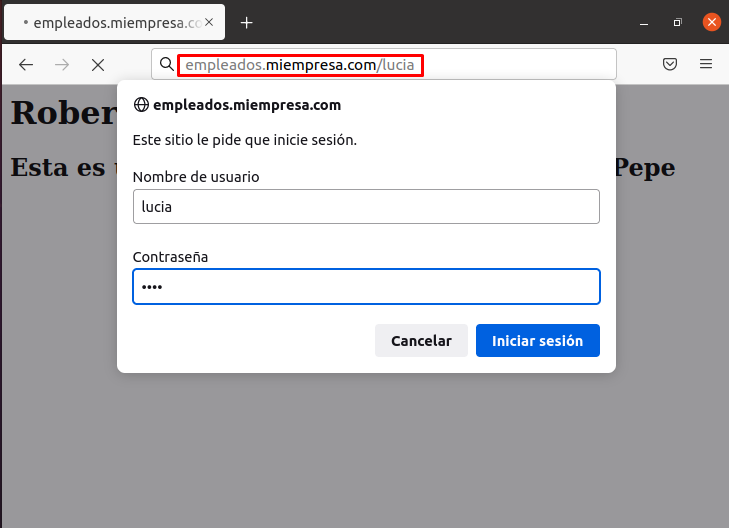 empleados.miempresa.co
empleados.miempresa.com/lucia
Rober
empleados.miempresa.com
Este sitio le pide que inicie sesión.
Esta es Pepe
Nombre de usuario
lucia
Contraseña
••••
Cancelar Iniciar sesión